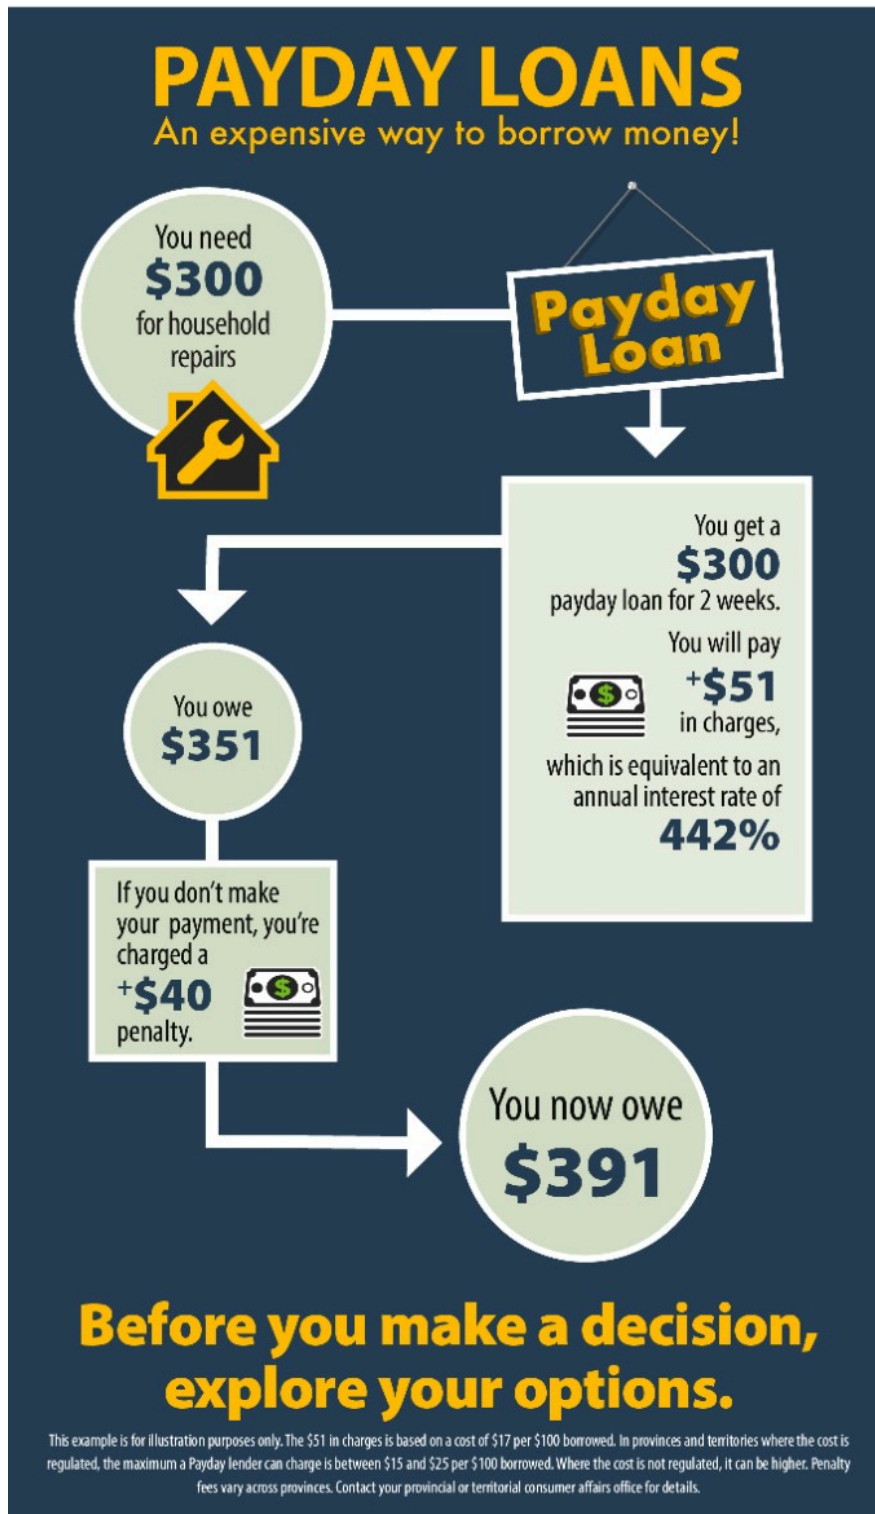 PAYDAY LOANS
An expensive way to borrow money!
You need
$300
for household
repairs
Payday
Loan
You get a
$300
payday loan for 2 weeks.
You will pay
+$51
in charges,
which is equivalent to an
annual interest rate of
442%
You owe
$351
If you don't make
your payment, you're
charged a
+$40
penalty.
You now owe
$391
Before you make a decision,
explore your options.
This example is for illustration purposes only. The $51 in charges is based on a cost of $17 per $100 borrowed. In provinces and territories where the cost is
regulated, the maximum a Payday lender can charge is between $15 and $25 per $100 borrowed. Where the cost is not regulated, it can be higher. Penalty
fees vary across provinces. Contact your provincial or territorial consumer affairs office for details.